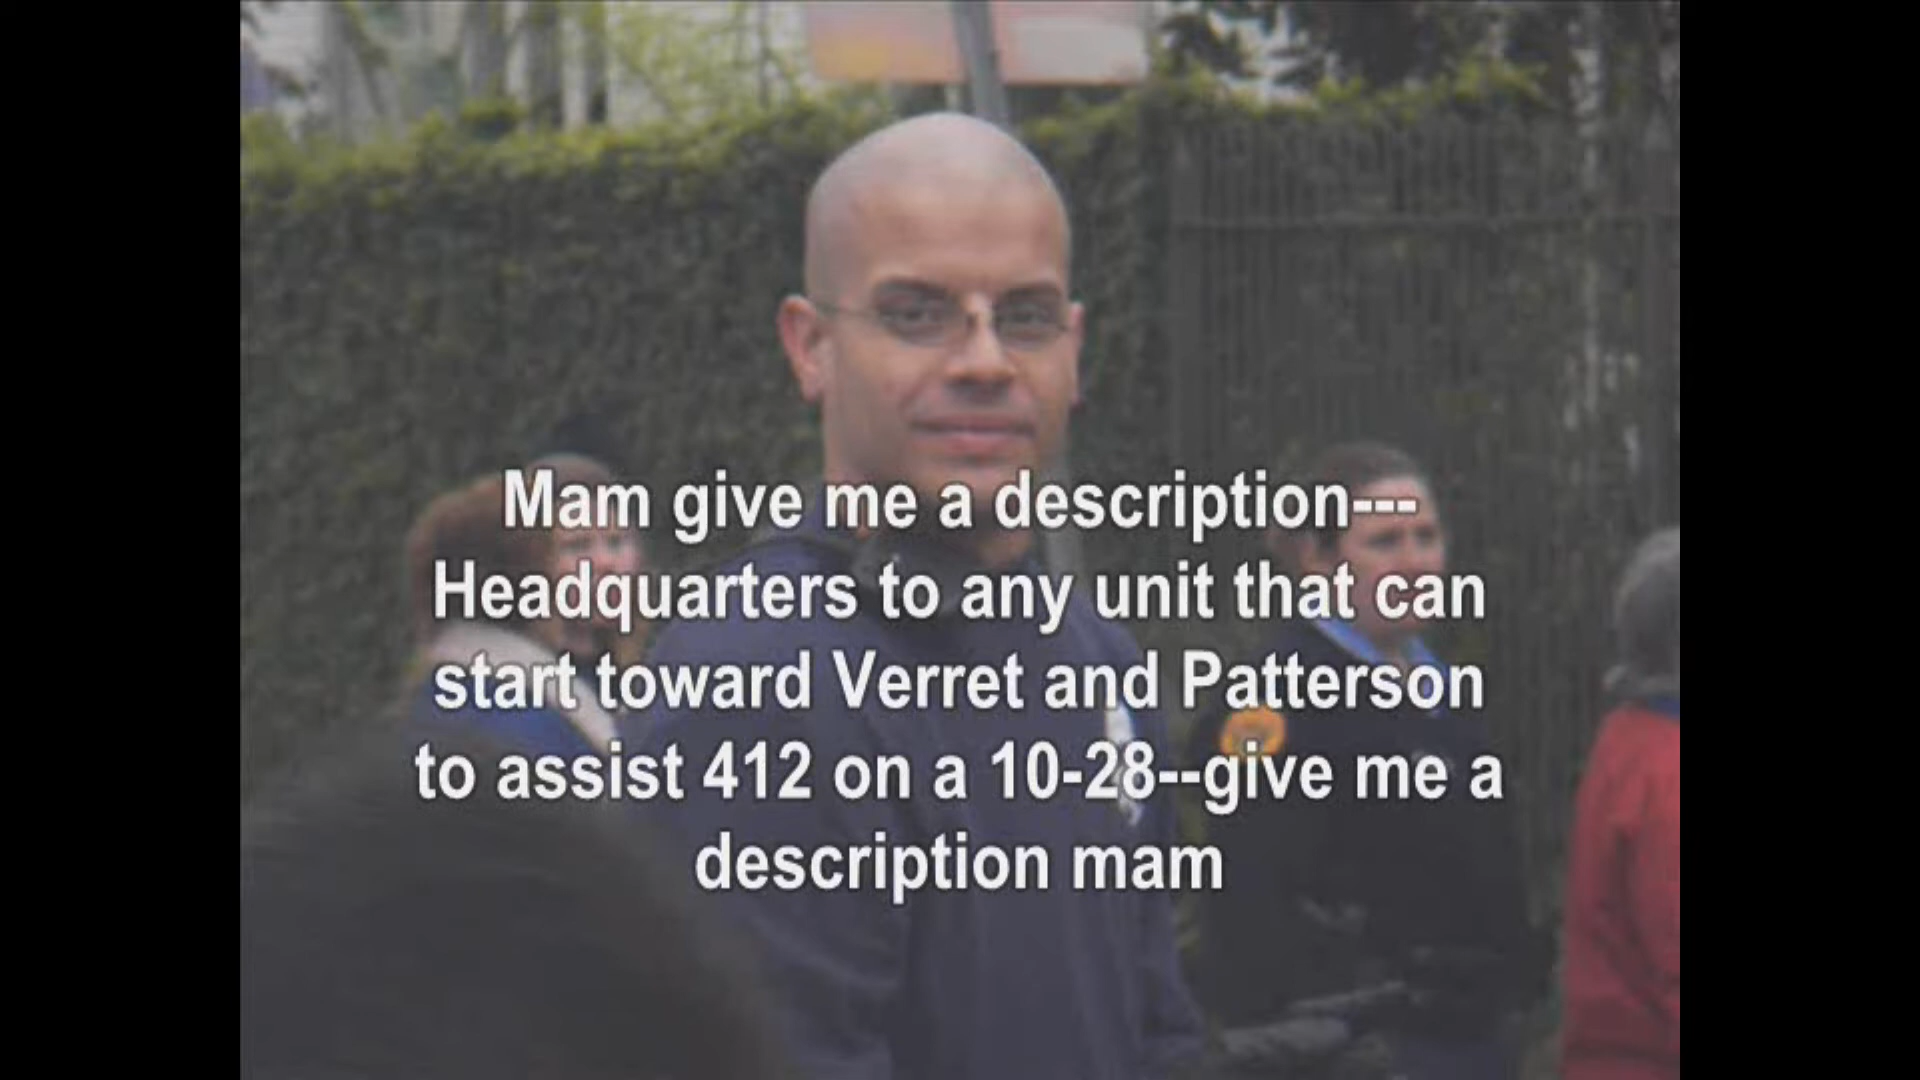 Mam give me a description---
Headquarters to any unit that can
start toward Verret and Patterson
to assist 412 on a 10-28--give me a
description mam